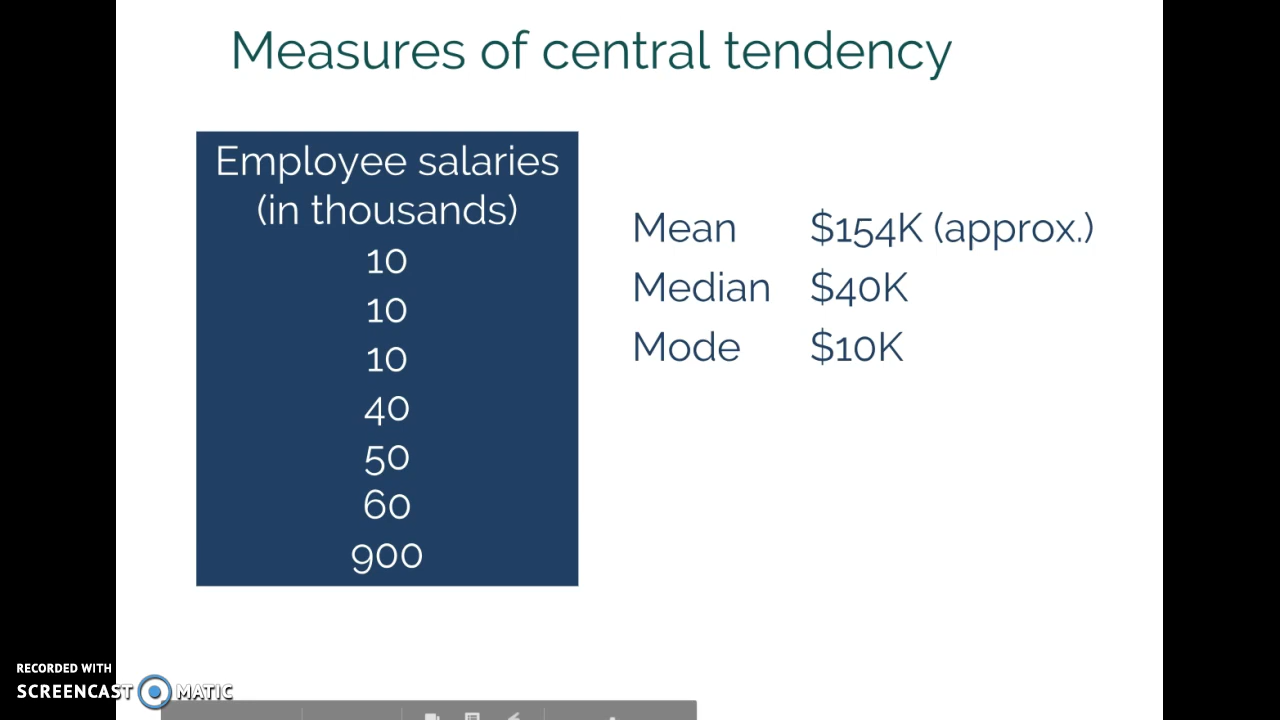 Measures of central tendency
Employee salaries
(in thousands)
10
10
10
40
50
60
900
Mean $154K (approx.)
Median $40K
Mode $10K
RECORDED WITH
SCREENCAST MATIC